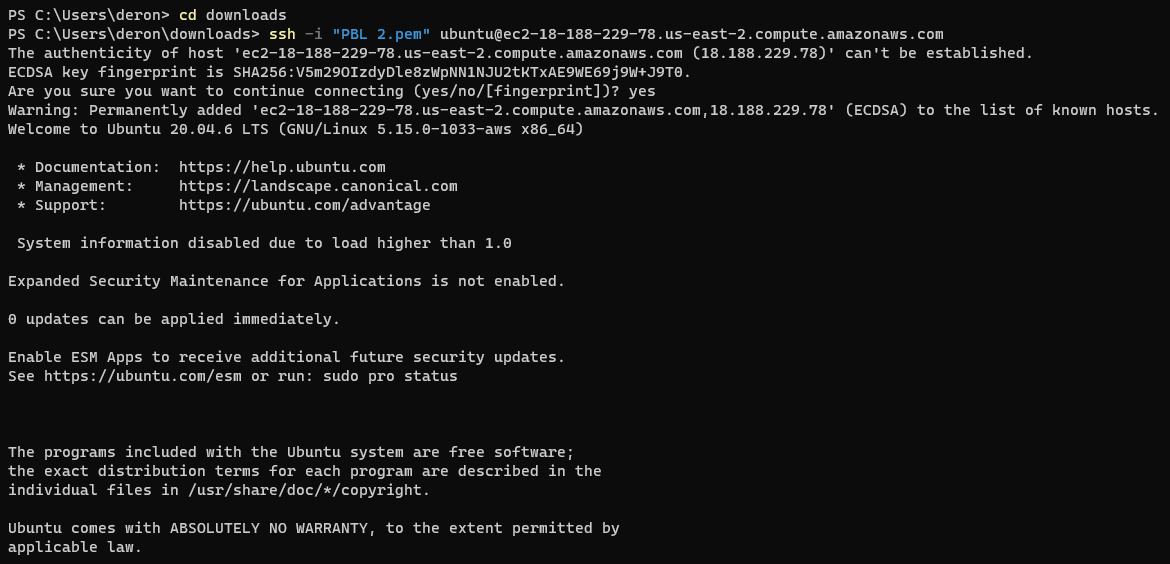 PS C:\Users\deron> cd downloads
PS C:\Users\deron\downloads> ssh -i "PBL 2.pem" ubuntu@ec2-18-188-229-78.us-east-2.compute.amazonaws.com
The authenticity of host 'ec2-18-188-229-78.us-east-2.compute.amazonaws.com (18.188.229.78)' can't be established.
ECDSA key fingerprint is SHA256:V5m29OIzdyDle8zWpNN1NJU2tKTxAE9WE69j9W+J9T0.
Are you sure you want to continue connecting (yes/no/[fingerprint])? yes
Warning: Permanently added 'ec2-18-188-229-78.us-east-2.compute.amazonaws.com,18.188.229.78' (ECDSA) to the list of known hosts.
Welcome to Ubuntu 20.04.6 LTS (GNU/Linux 5.15.0-1033-aws x86_64)

 * Documentation:  https://help.ubuntu.com
 * Management:     https://landscape.canonical.com
 * Support:        https://ubuntu.com/advantage

 System information disabled due to load higher than 1.0

Expanded Security Maintenance for Applications is not enabled.

0 updates can be applied immediately.

Enable ESM Apps to receive additional future security updates.
See https://ubuntu.com/esm or run: sudo pro status

The programs included with the Ubuntu system are free software;
the exact distribution terms for each program are described in the
individual files in /usr/share/doc/*/copyright.

Ubuntu comes with ABSOLUTELY NO WARRANTY, to the extent permitted by
applicable law.